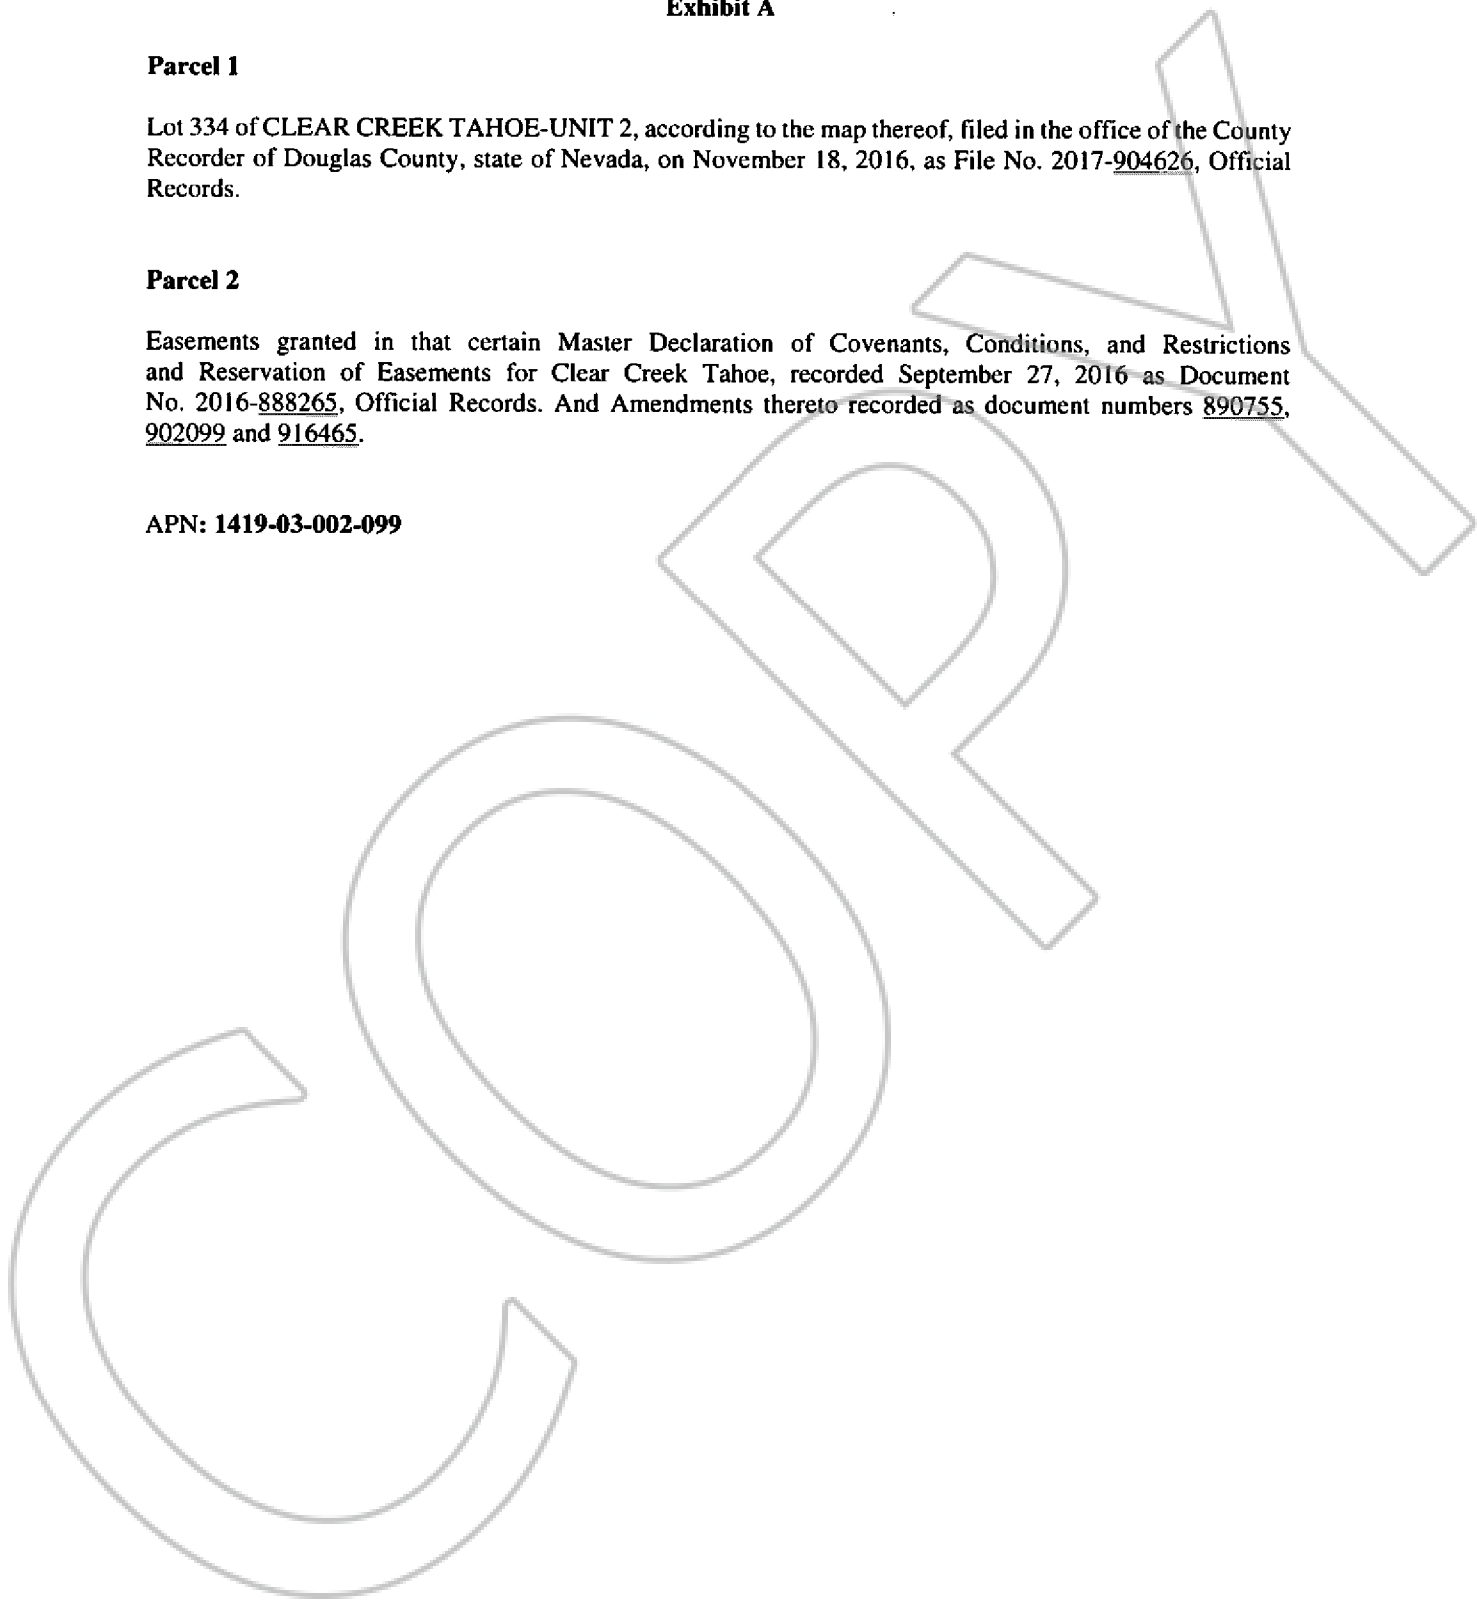 Exhibit A
Parcel 1
Lot 334 of CLEAR CREEK TAHOE-UNIT 2, according to the map thereof, filed in the office of the County
Recorder of Douglas County, state of Nevada, on November 18, 2016, as File No. 2017-904626, Official
Records.
Parcel 2
Easements granted in that certain Master Declaration of Covenants, Conditions, and Restrictions
and Reservation of Easements for Clear Creek Tahoe, recorded September 27, 2016 as Document
No. 2016-888265, Official Records. And Amendments thereto recorded as document numbers 890755,
902099 and 916465.
APN: 1419-03-002-099
COPY